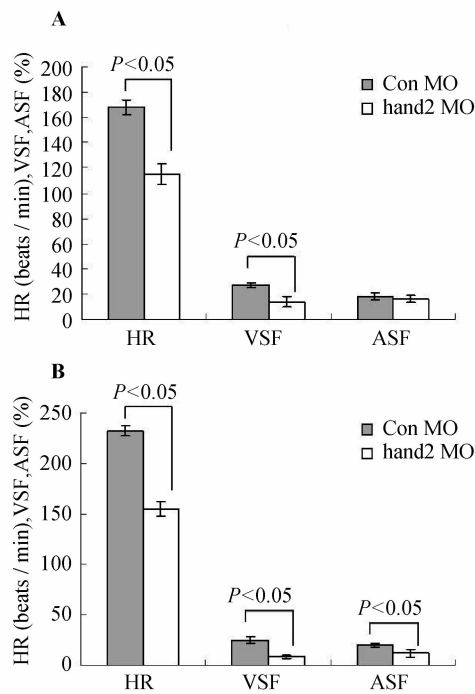 A
HR (beats / min),VSF,ASF (%)
200
180
160
140
120
100
80
60
40
20
0
P<0.05
P<0.05
Con MO
hand2 MO
HR
VSF
ASF
B
HR (beats / min),VSF,ASF (%)
250
200
150
100
50
0
P<0.05
P<0.05
P<0.05
Con MO
hand2 MO
HR
VSF
ASF